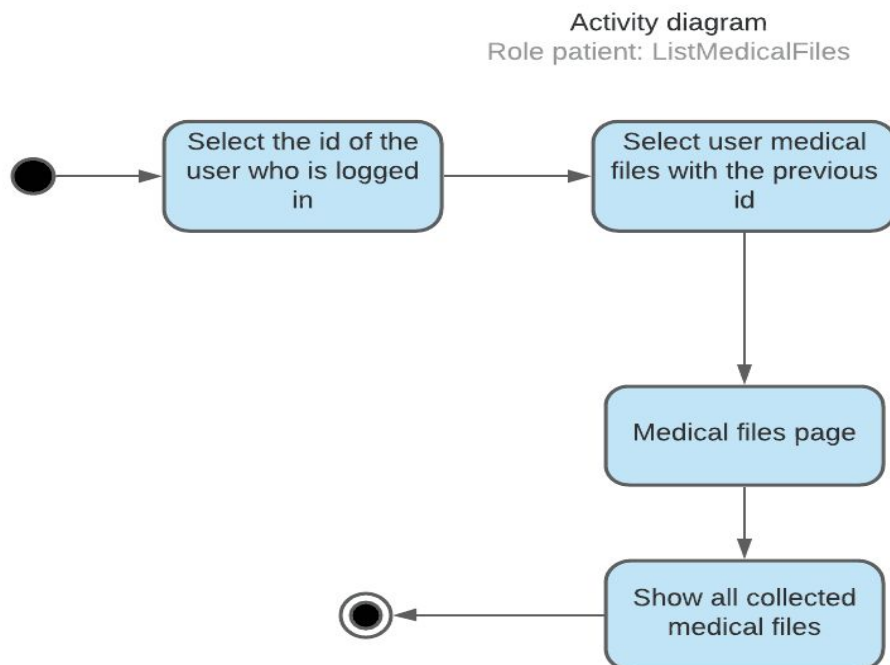 Activity diagram
Role patient: ListMedicalFiles
Select the id of the
user who is logged
in
Select user medical
files with the previous
id
Medical files page
Show all collected
medical files